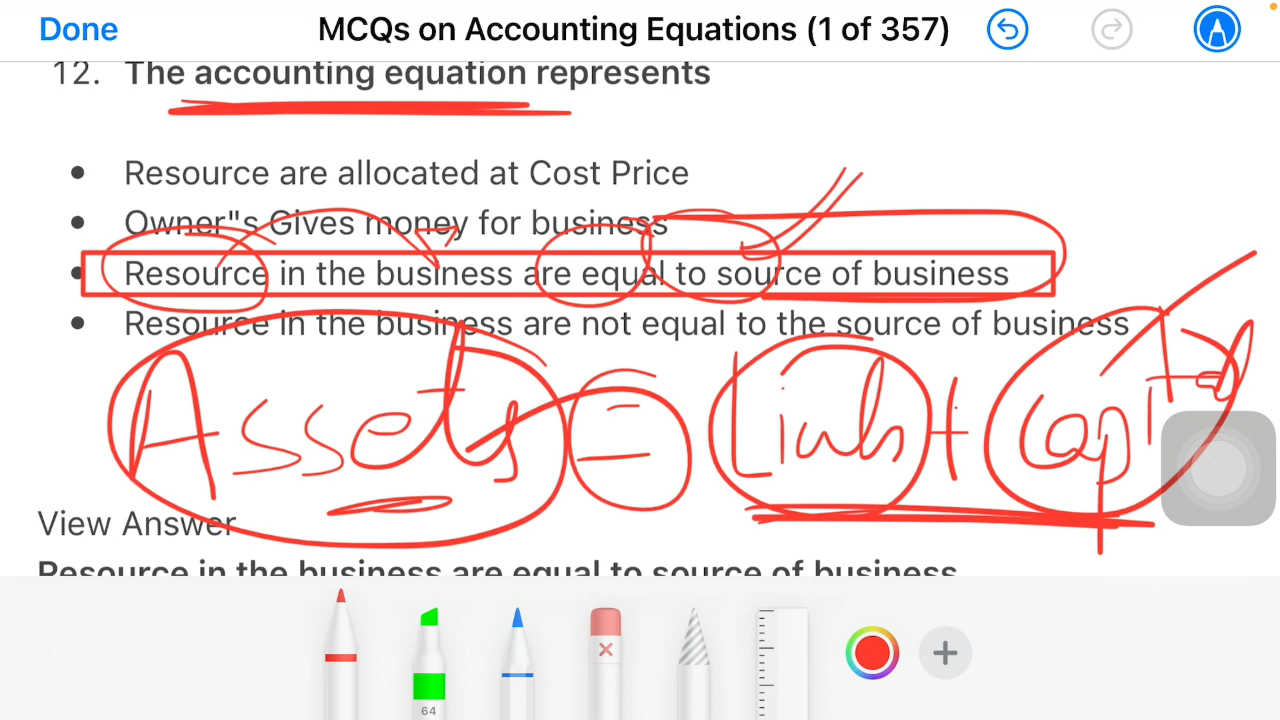 Done MCQs on Accounting Equations (1 of 357)
12. The accounting equation represents
• Resource are allocated at Cost Price
• Owner"s Gives money for business
• Resource in the business are equal to source of business
• Resource in the business are not equal to the source of business
Assets = Liab + Capital
View Answer
Resource in the business are equal to source of business
64